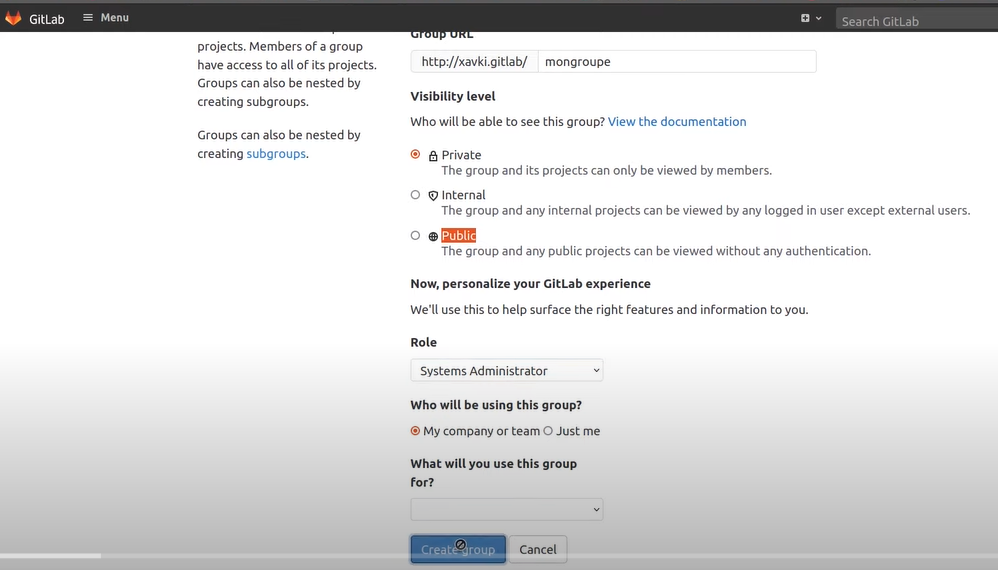 GitLab
Menu
Search GitLab
Group URL
projects. Members of a group
have access to all of its projects.
Groups can also be nested by
creating subgroups.
Groups can also be nested by
creating subgroups.
http://xavki.gitlab/
mongroupe
Visibility level
Who will be able to see this group? View the documentation
Private
The group and its projects can only be viewed by members.
Internal
The group and any internal projects can be viewed by any logged in user except external users.
Public
The group and any public projects can be viewed without any authentication.
Now, personalize your GitLab experience
We'll use this to help surface the right features and information to you.
Role
Systems Administrator
Who will be using this group?
My company or team
Just me
What will you use this group
for?
Create group
Cancel